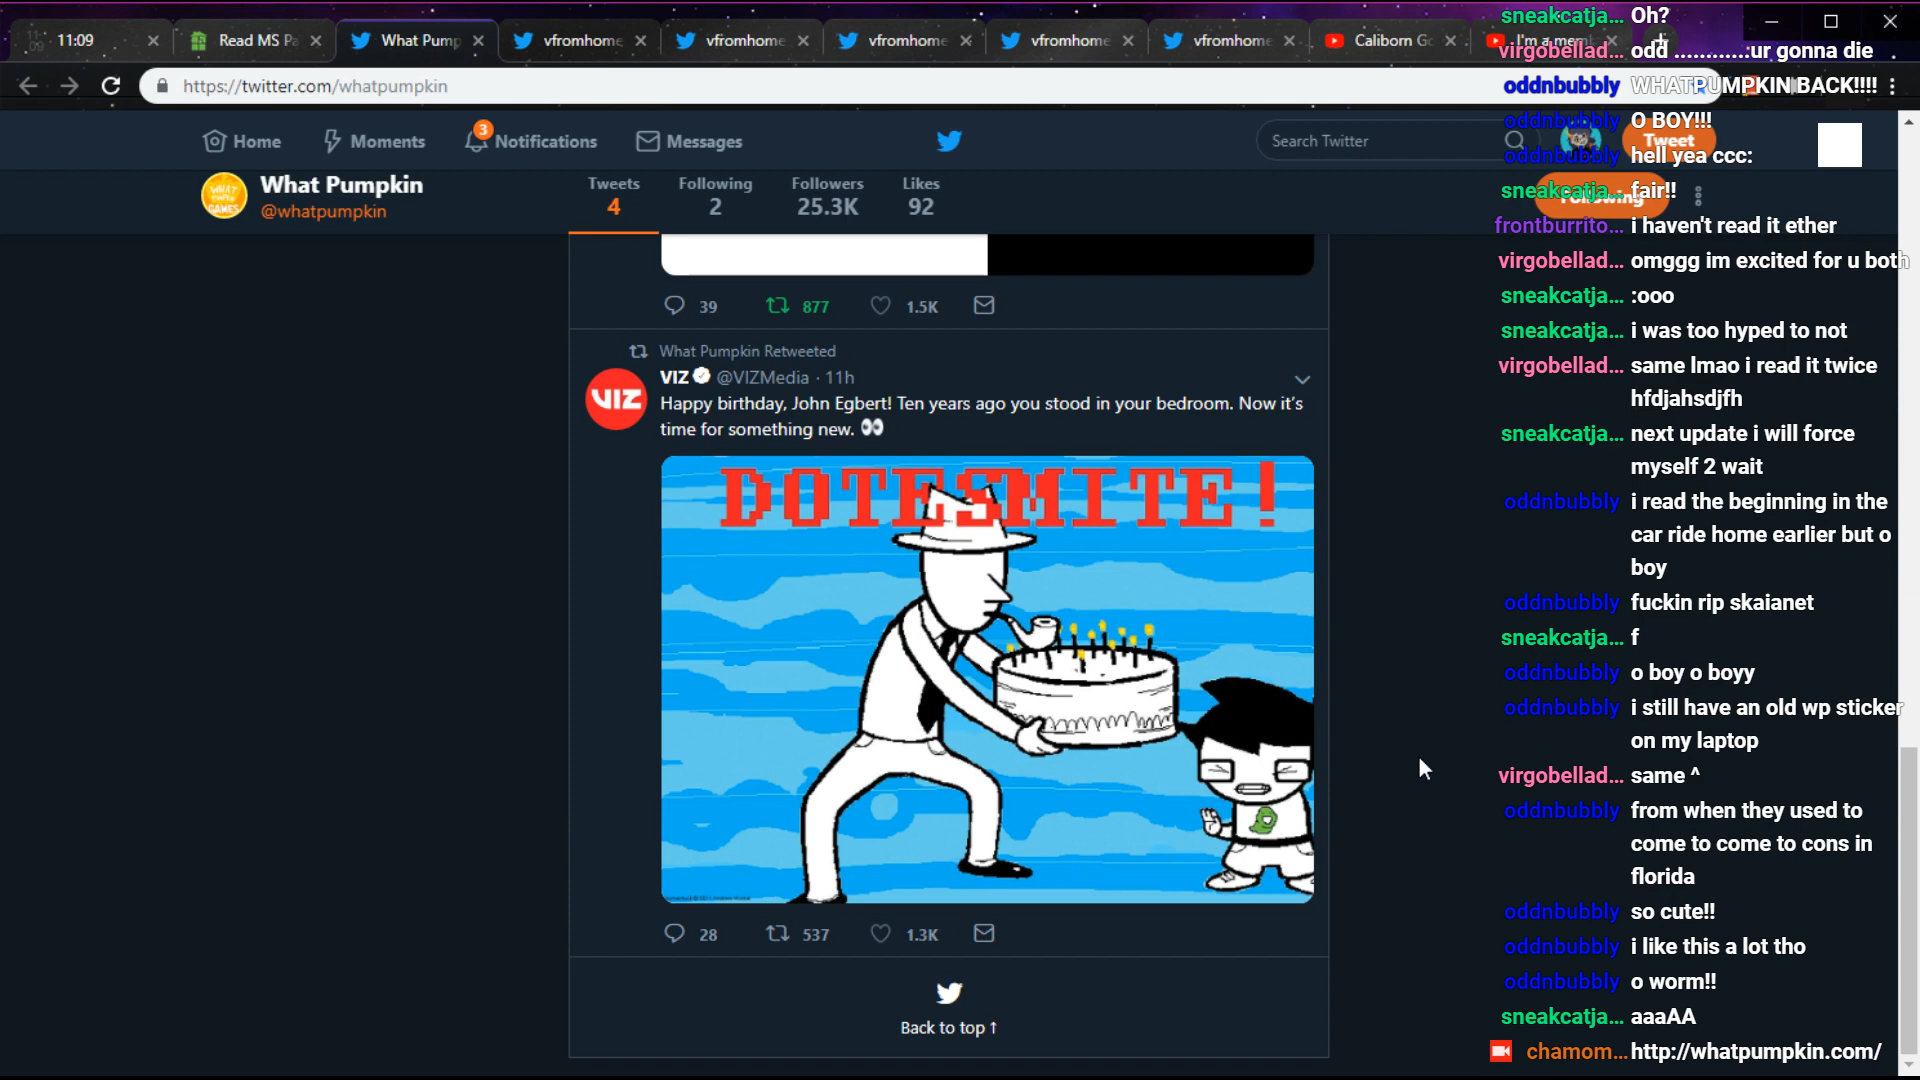 11:09
Read MS Pa
What Pump
vfromhome
vfromhome
vfromhome
vfromhome
vfromhome
Caliborn Go
I'm a mem
https://twitter.com/whatpumpkin
Home
Moments
3
Notifications
Messages
Search Twitter
Tweet
WHAT
PUMPKIN
GAMES
What Pumpkin
@whatpumpkin
Tweets
4
Following
2
Followers
25.3K
Likes
92
Following
39
877
1.5K
What Pumpkin Retweeted
VIZ
VIZ @VIZMedia · 11h
Happy birthday, John Egbert! Ten years ago you stood in your bedroom. Now it's
time for something new. 👀
DOTESMITE!
28
537
1.3K
Back to top ↑
sneakcatja... Oh?
virgobellad... odd ............:ur gonna die
oddnbubbly WHATPUMPKIN BACK!!!!
oddnbubbly O BOY!!!
oddnbubbly hell yea ccc:
sneakcatja... fair!!
frontburrito... i haven't read it ether
virgobellad... omggg im excited for u both
sneakcatja... :ooo
sneakcatja... i was too hyped to not
virgobellad... same lmao i read it twice
hfdjahsdjfh
sneakcatja... next update i will force
myself 2 wait
oddnbubbly i read the beginning in the
car ride home earlier but o
boy
oddnbubbly fuckin rip skaianet
sneakcatja... f
oddnbubbly o boy o boyy
oddnbubbly i still have an old wp sticker
on my laptop
virgobellad... same ^
oddnbubbly from when they used to
come to come to cons in
florida
oddnbubbly so cute!!
oddnbubbly i like this a lot tho
oddnbubbly o worm!!
sneakcatja... aaaAA
chamom... http://whatpumpkin.com/